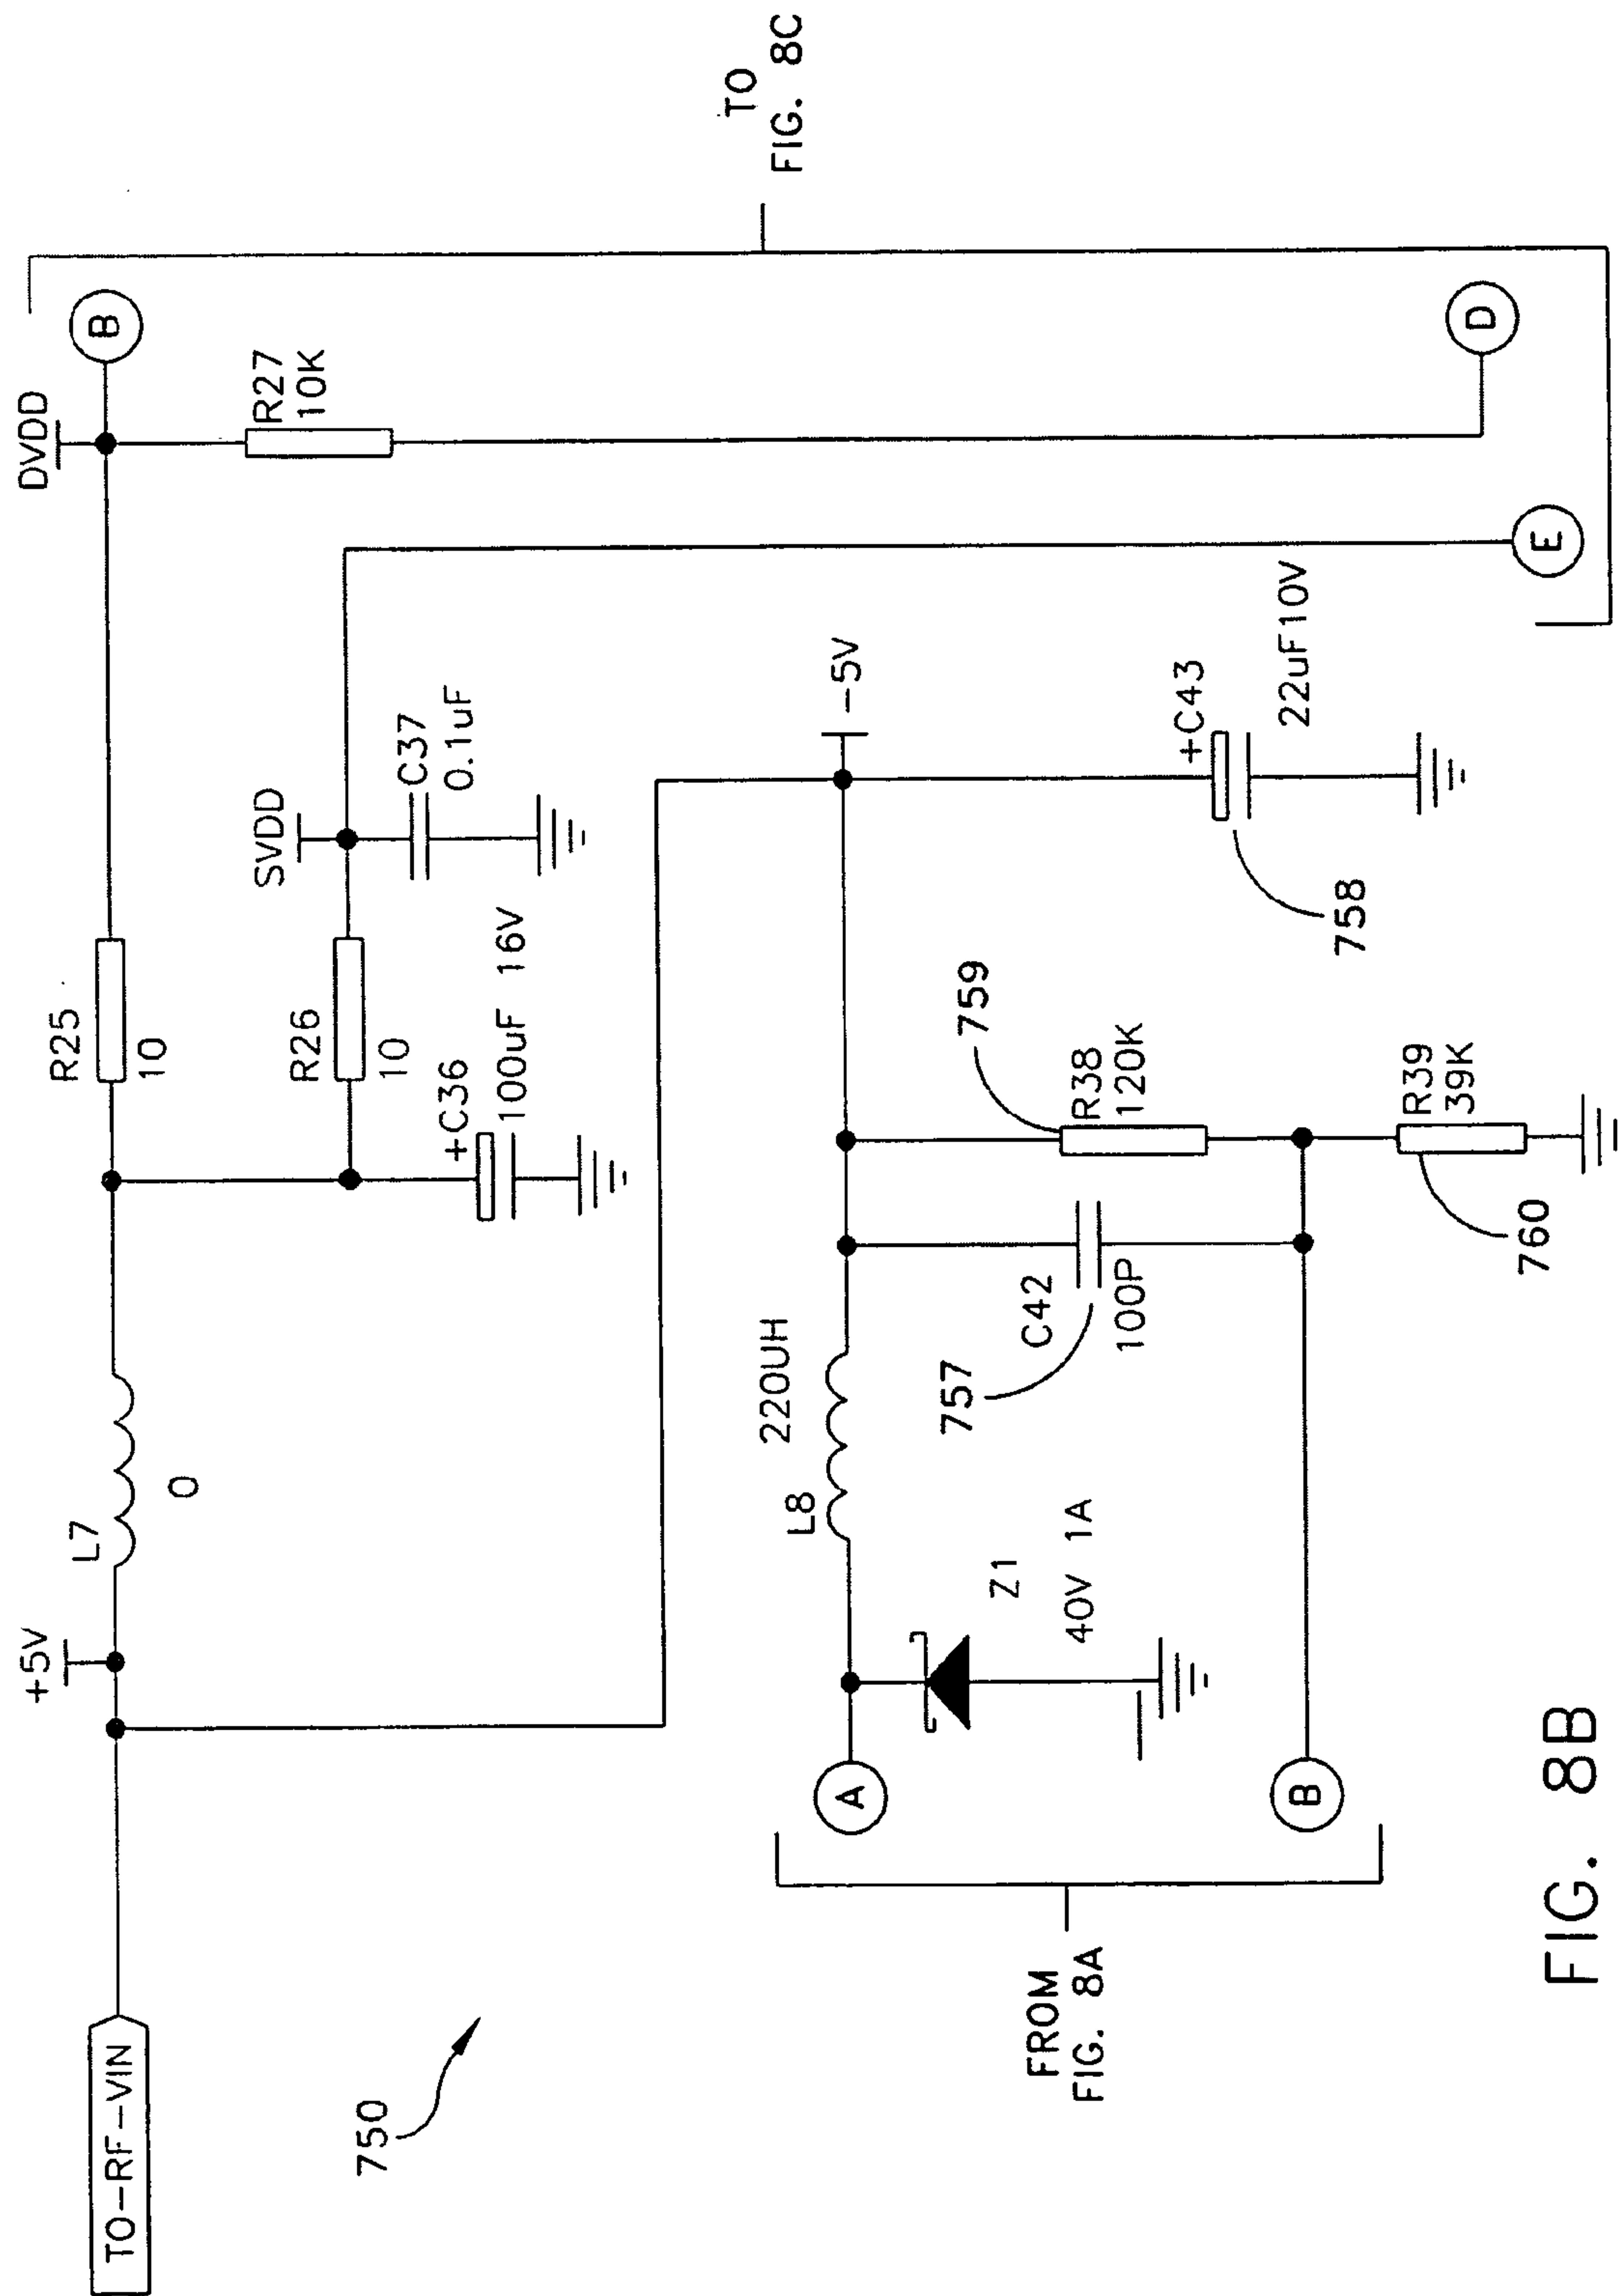 TO-RF-VIN
+5V
L7
0
R25
10
DVDD
B
R27
10K
TO
FIG. 8C
750
R26
10
SVDD
+C36
100uF 16V
C37
0.1uF
D
E
FROM
FIG. 8A
A
L8
220UH
-5V
Z1
40V 1A
757
C42
100P
759
R38
120K
+C43
22uF10V
758
B
R39
39K
760
FIG. 8B